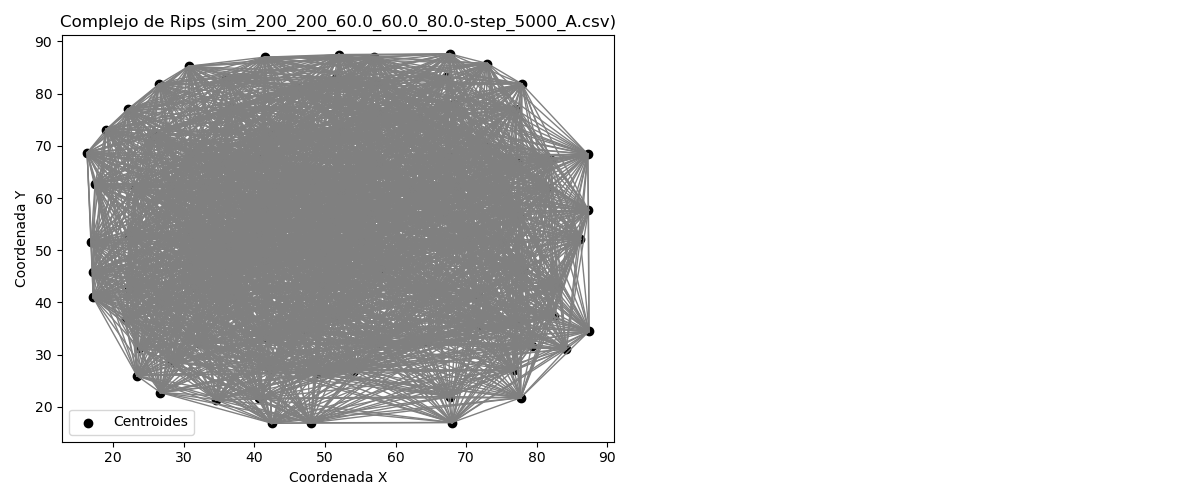 Complejo de Rips (sim_200_200_60.0_60.0_80.0-step_5000_A.csv)
90
80
70
60
50
40
30
20
Coordenada Y
Centroides
20 30 40 50 60 70 80 90
Coordenada X